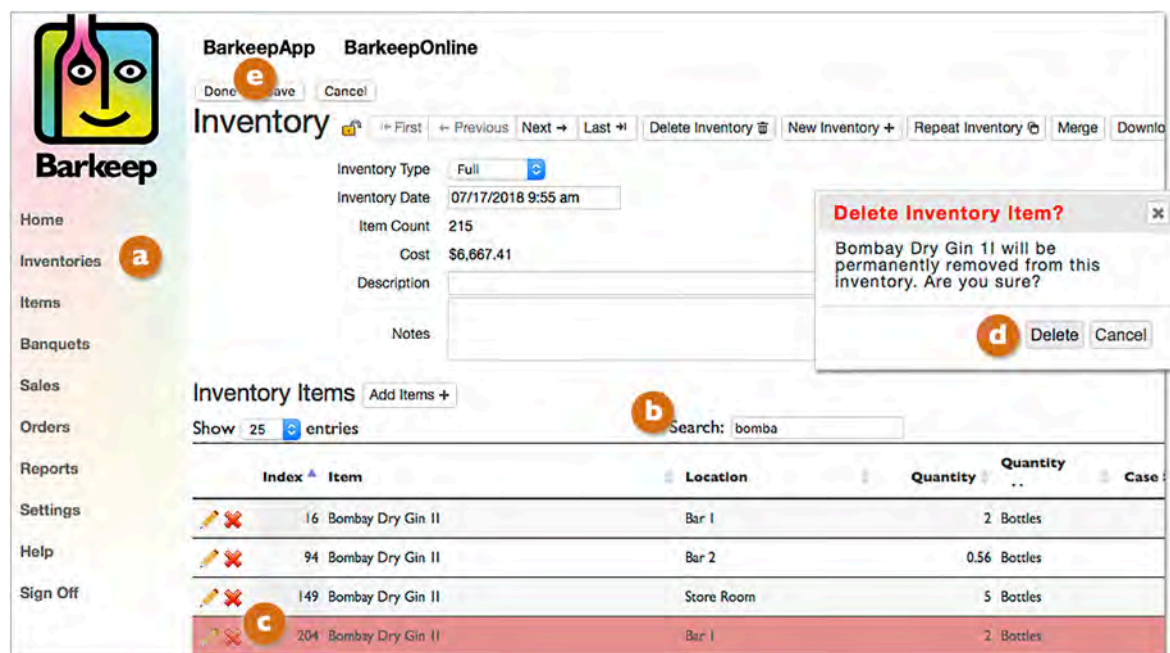 BarkeepApp BarkeepOnline
e
Done Save Cancel
Inventory First ← Previous Next → Last Delete Inventory New Inventory + Repeat Inventory Merge Downlo
Barkeep
Inventory Type Full
Inventory Date 07/17/2018 9:55 am
Item Count 215
Cost $6,667.41
Description
Notes
Home
Inventories a
Items
Banquets
Sales
Orders
Reports
Settings
Help
Sign Off
Delete Inventory Item?
Bombay Dry Gin 1l will be
permanently removed from this
inventory. Are you sure?
d Delete Cancel
Inventory Items Add Items +
b
Show 25 entries Search: bomba
Index Item Location Quantity Quantity Case
16 Bombay Dry Gin 1l Bar 1 2 Bottles
94 Bombay Dry Gin 1l Bar 2 0.56 Bottles
149 Bombay Dry Gin 1l Store Room 5 Bottles
c 204 Bombay Dry Gin 1l Bar 1 2 Bottles